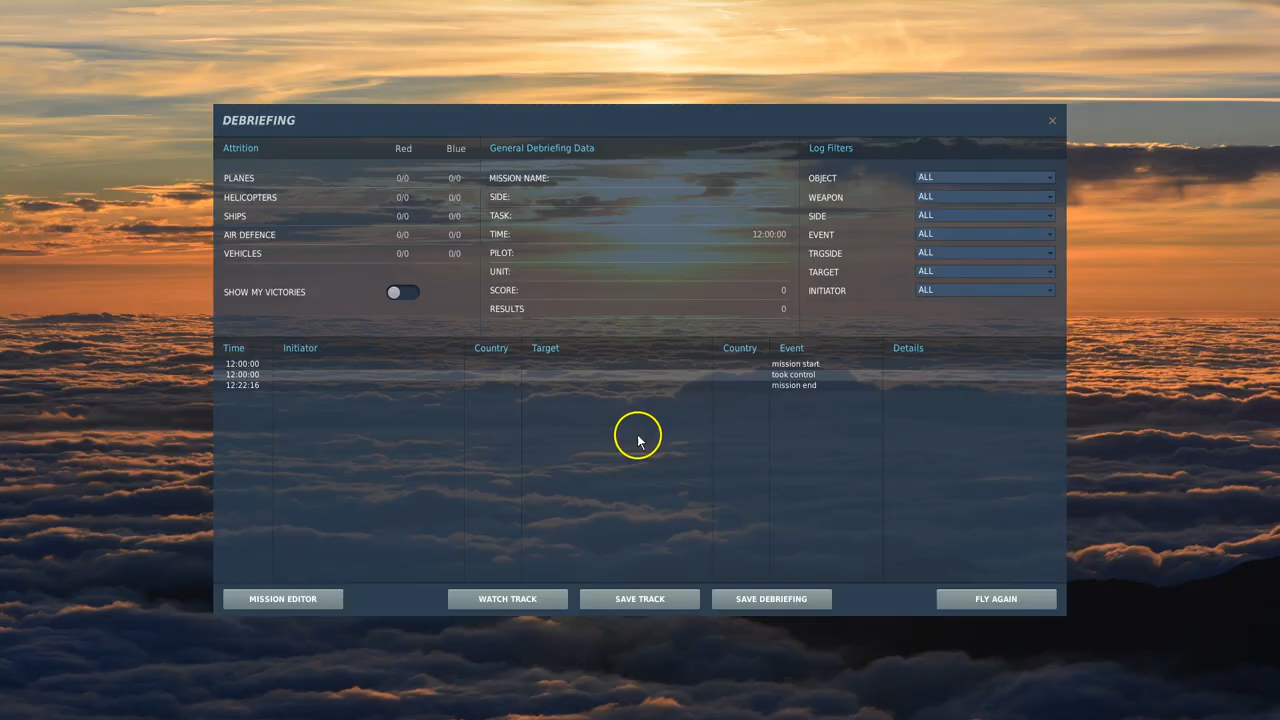 DEBRIEFING ×
Attrition Red Blue
PLANES 0/0 0/0
HELICOPTERS 0/0 0/0
SHIPS 0/0 0/0
AIR DEFENCE 0/0 0/0
VEHICLES 0/0 0/0
SHOW MY VICTORIES
General Debriefing Data
MISSION NAME:
SIDE:
TASK:
TIME: 12:00:00
PILOT:
UNIT:
SCORE: 0
RESULTS 0
Log Filters
OBJECT ALL
WEAPON ALL
SIDE ALL
EVENT ALL
TRGSIDE ALL
TARGET ALL
INITIATOR ALL
Time Initiator Country Target Country Event Details
12:00:00 mission start
12:00:00 took control
12:22:16 mission end
MISSION EDITOR WATCH TRACK SAVE TRACK SAVE DEBRIEFING FLY AGAIN